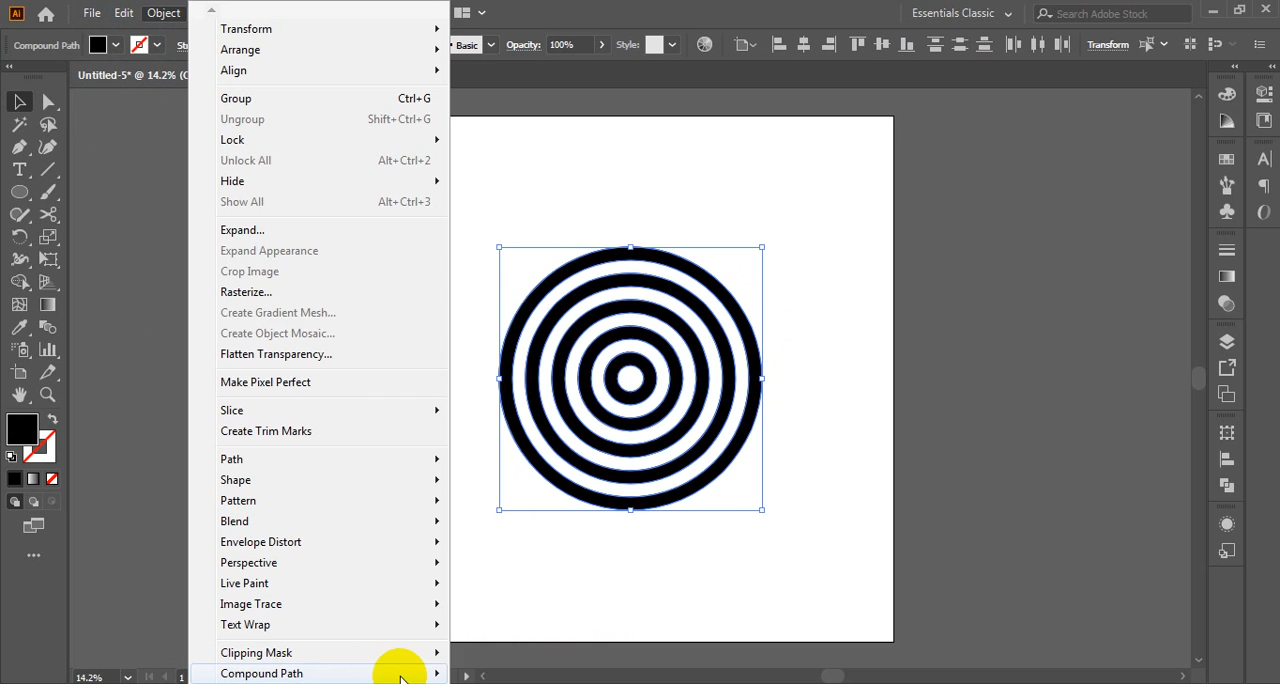 Ai File Edit Object Essentials Classic Search Adobe Stock
Compound Path Basic Opacity: 100% Style: Transform
Untitled-5* @ 14.2% (C
Transform
Arrange
Align
Group Ctrl+G
Ungroup Shift+Ctrl+G
Lock
Unlock All Alt+Ctrl+2
Hide
Show All Alt+Ctrl+3
Expand...
Expand Appearance
Crop Image
Rasterize...
Create Gradient Mesh...
Create Object Mosaic...
Flatten Transparency...
Make Pixel Perfect
Slice
Create Trim Marks
Path
Shape
Pattern
Blend
Envelope Distort
Perspective
Live Paint
Image Trace
Text Wrap
Clipping Mask
Compound Path
14.2% 1